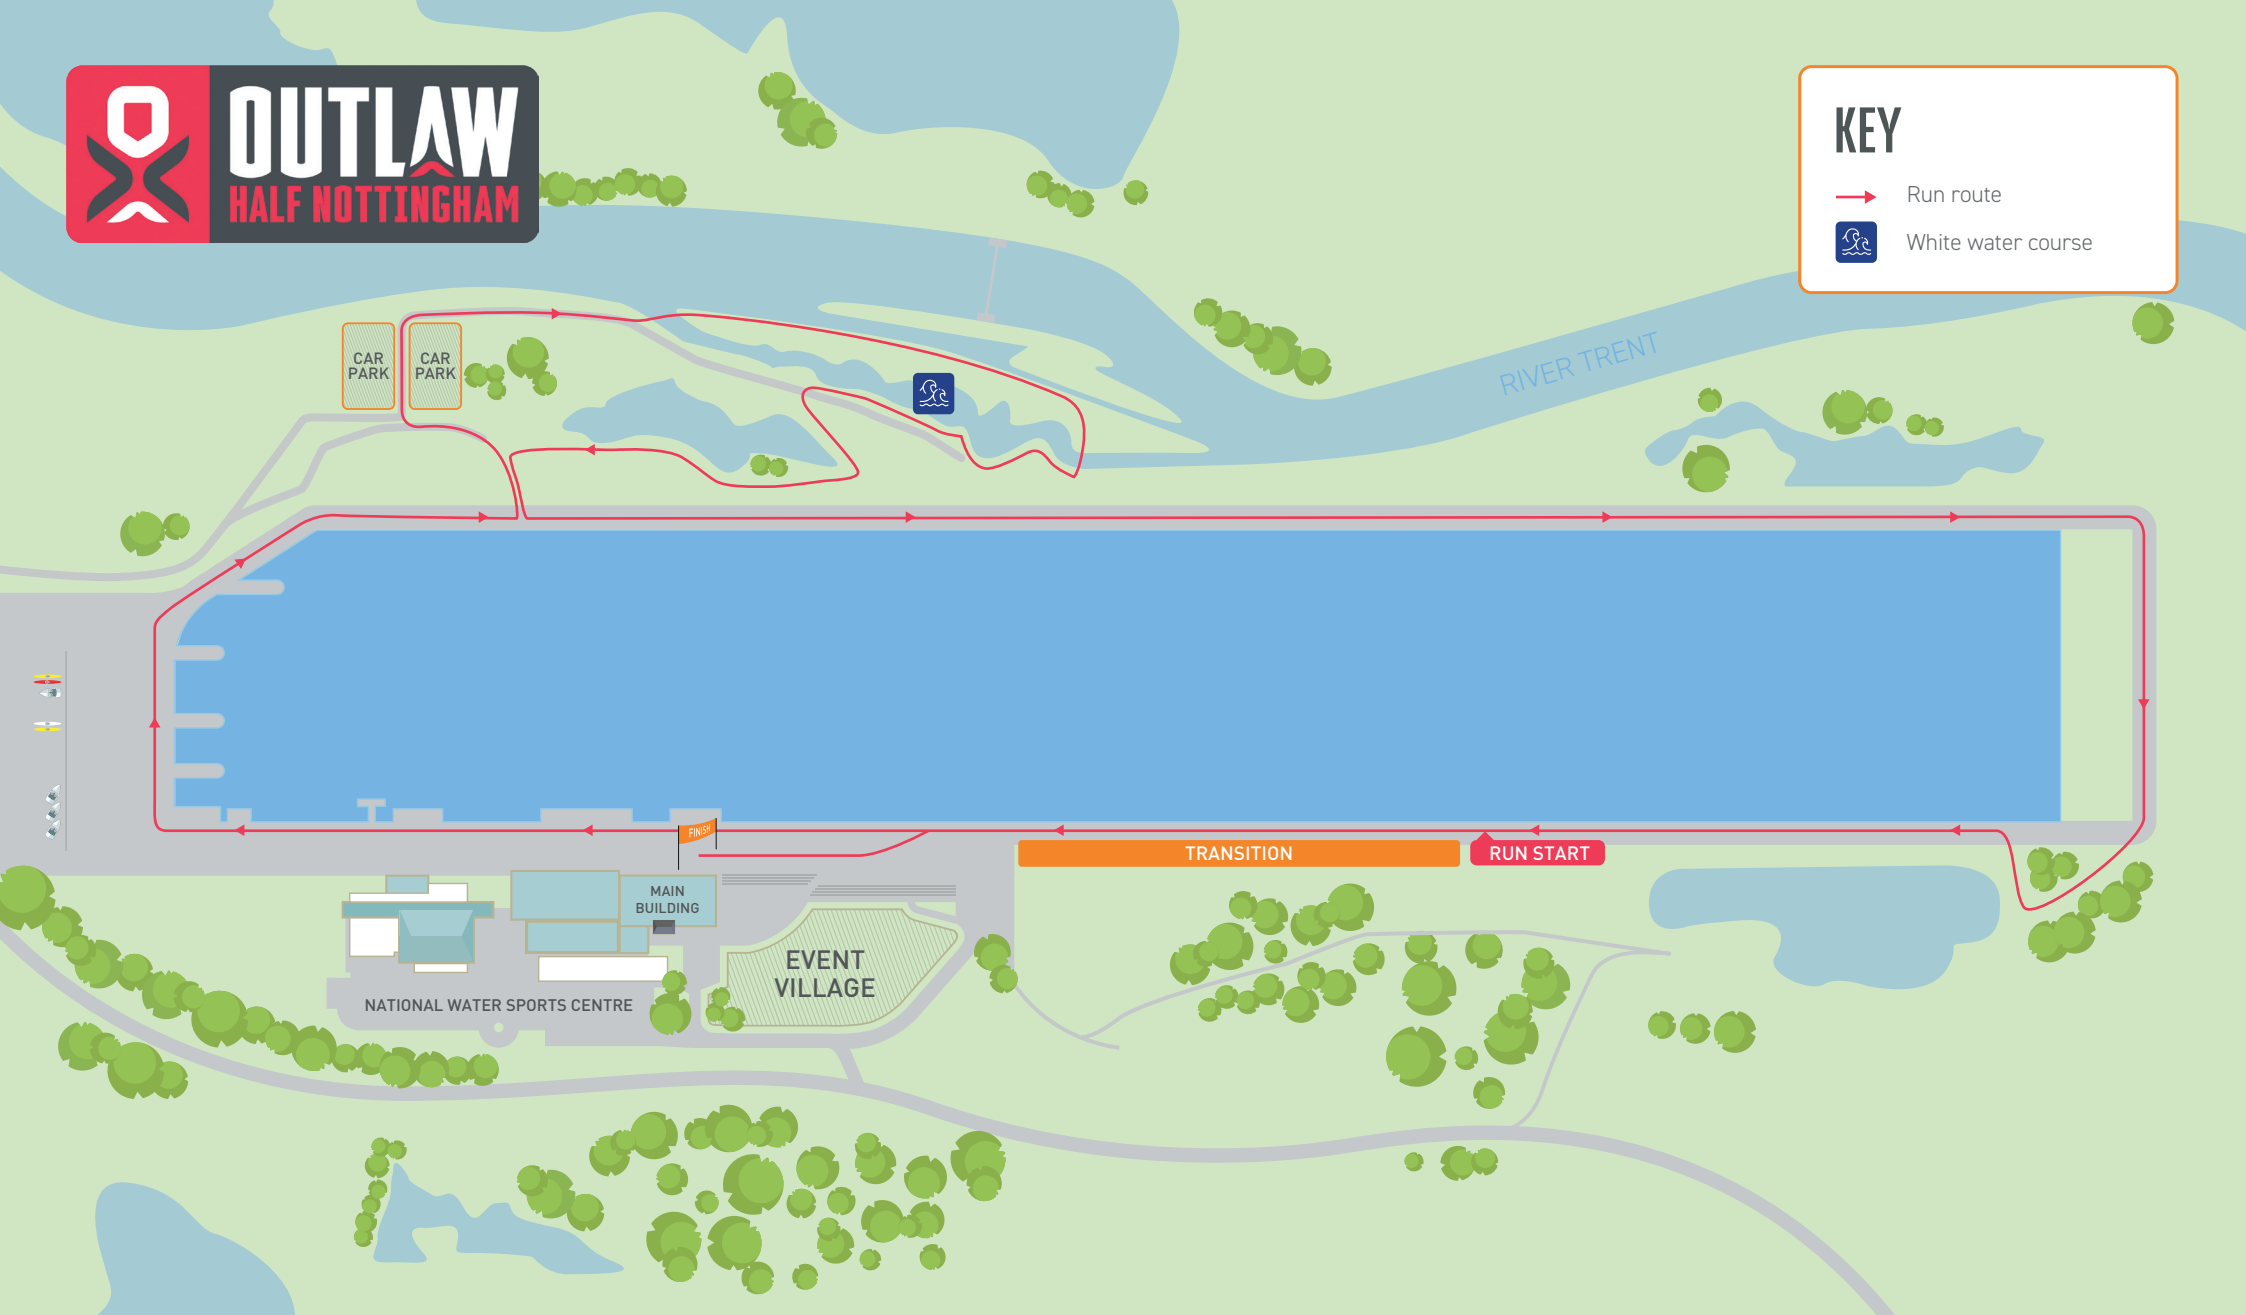 OUTLAW
HALF NOTTINGHAM
KEY
Run route
White water course
RIVER TRENT
CAR
PARK
CAR
PARK
FINISH
TRANSITION
RUN START
MAIN
BUILDING
EVENT
VILLAGE
NATIONAL WATER SPORTS CENTRE